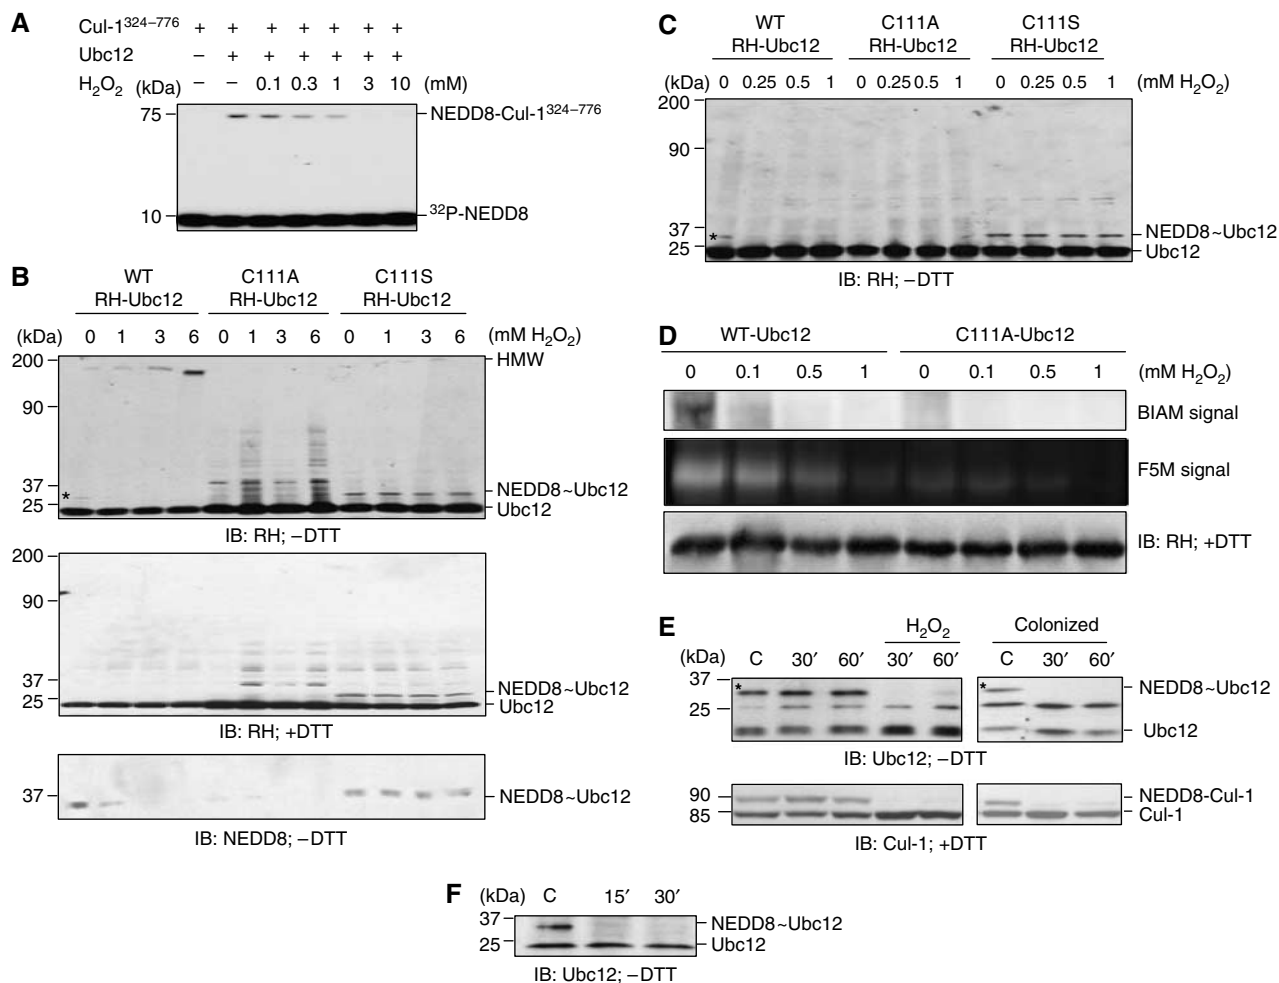 A
Cul-1³²⁴⁻⁷⁷⁶ + + + + + + +
Ubc12 – + + + + + +
H₂O₂ (kDa) – – 0.1 0.3 1 3 10 (mM)
75 NEDD8-Cul-1³²⁴⁻⁷⁷⁶
10 ³²P-NEDD8
B
WT RH-Ubc12
C111A RH-Ubc12
C111S RH-Ubc12
(kDa) 0 1 3 6 0 1 3 6 0 1 3 6 (mM H₂O₂)
200 HMW
90
37
* NEDD8~Ubc12
25 Ubc12
IB: RH; –DTT
200
90
37 NEDD8~Ubc12
25 Ubc12
IB: RH; +DTT
37 NEDD8~Ubc12
IB: NEDD8; –DTT
C
WT RH-Ubc12
C111A RH-Ubc12
C111S RH-Ubc12
(kDa) 0 0.25 0.5 1 0 0.25 0.5 1 0 0.25 0.5 1 (mM H₂O₂)
200
90
37 * NEDD8~Ubc12
25 Ubc12
IB: RH; –DTT
D
WT-Ubc12 C111A-Ubc12
0 0.1 0.5 1 0 0.1 0.5 1 (mM H₂O₂)
BIAM signal
F5M signal
IB: RH; +DTT
E
H₂O₂ Colonized
(kDa) C 30′ 60′ 30′ 60′ C 30′ 60′
37 * * NEDD8~Ubc12
25
Ubc12
IB: Ubc12; –DTT
90 NEDD8-Cul-1
85 Cul-1
IB: Cul-1; +DTT
F
(kDa) C 15′ 30′
37 NEDD8~Ubc12
25 Ubc12
IB: Ubc12; –DTT